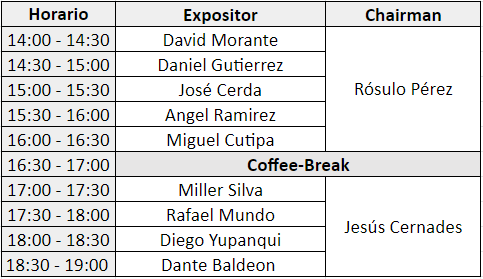 Horario Expositor Chairman
14:00 - 14:30 David Morante
14:30 - 15:00 Daniel Gutierrez
15:00 - 15:30 José Cerda Rósulo Pérez
15:30 - 16:00 Angel Ramirez
16:00 - 16:30 Miguel Cutipa
16:30 - 17:00 Coffee-Break
17:00 - 17:30 Miller Silva
17:30 - 18:00 Rafael Mundo Jesús Cernades
18:00 - 18:30 Diego Yupanqui
18:30 - 19:00 Dante Baldeon